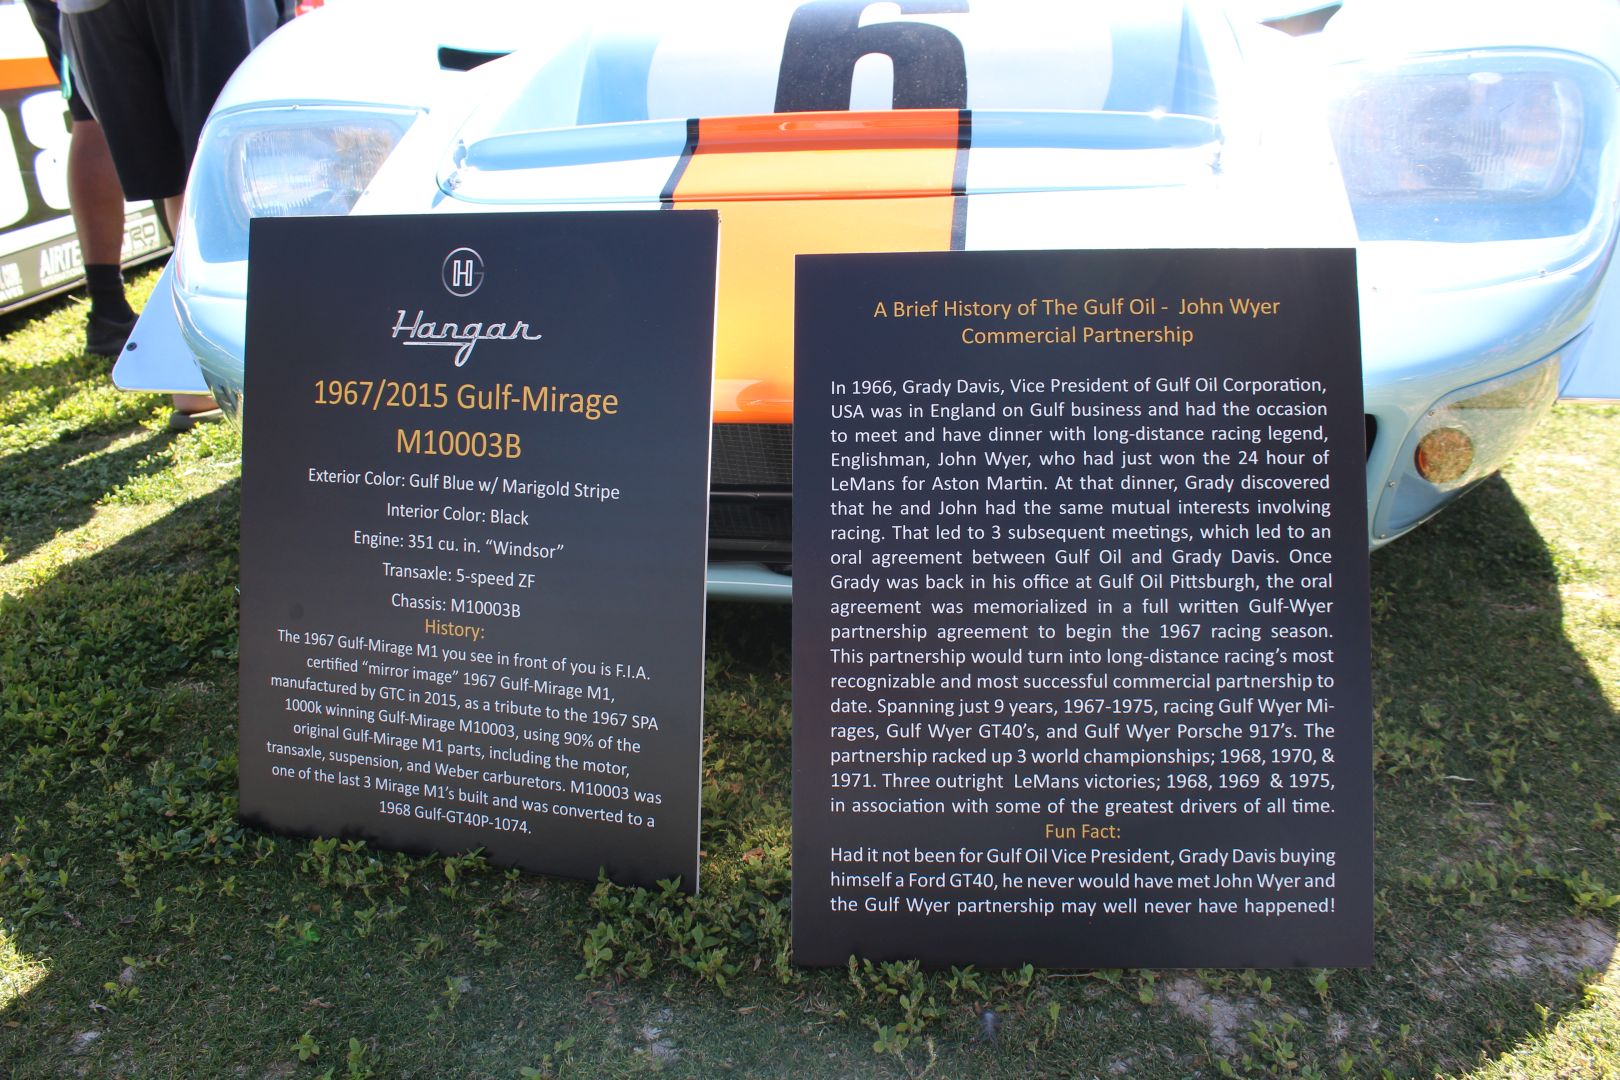 6
AIRTE
H
Hangar
1967/2015 Gulf-Mirage
M10003B
Exterior Color: Gulf Blue w/ Marigold Stripe
Interior Color: Black
Engine: 351 cu. in. “Windsor”
Transaxle: 5-speed ZF
Chassis: M10003B
History:
The 1967 Gulf-Mirage M1 you see in front of you is F.I.A.
certified “mirror image” 1967 Gulf-Mirage M1,
manufactured by GTC in 2015, as a tribute to the 1967 SPA
1000k winning Gulf-Mirage M10003, using 90% of the
original Gulf-Mirage M1 parts, including the motor,
transaxle, suspension, and Weber carburetors. M10003 was
one of the last 3 Mirage M1’s built and was converted to a
1968 Gulf-GT40P-1074.
A Brief History of The Gulf Oil - John Wyer
Commercial Partnership
In 1966, Grady Davis, Vice President of Gulf Oil Corporation,
USA was in England on Gulf business and had the occasion
to meet and have dinner with long-distance racing legend,
Englishman, John Wyer, who had just won the 24 hour of
LeMans for Aston Martin. At that dinner, Grady discovered
that he and John had the same mutual interests involving
racing. That led to 3 subsequent meetings, which led to an
oral agreement between Gulf Oil and Grady Davis. Once
Grady was back in his office at Gulf Oil Pittsburgh, the oral
agreement was memorialized in a full written Gulf-Wyer
partnership agreement to begin the 1967 racing season.
This partnership would turn into long-distance racing’s most
recognizable and most successful commercial partnership to
date. Spanning just 9 years, 1967-1975, racing Gulf Wyer Mi-
rages, Gulf Wyer GT40’s, and Gulf Wyer Porsche 917’s. The
partnership racked up 3 world championships; 1968, 1970, &
1971. Three outright LeMans victories; 1968, 1969 & 1975,
in association with some of the greatest drivers of all time.
Fun Fact:
Had it not been for Gulf Oil Vice President, Grady Davis buying
himself a Ford GT40, he never would have met John Wyer and
the Gulf Wyer partnership may well never have happened!